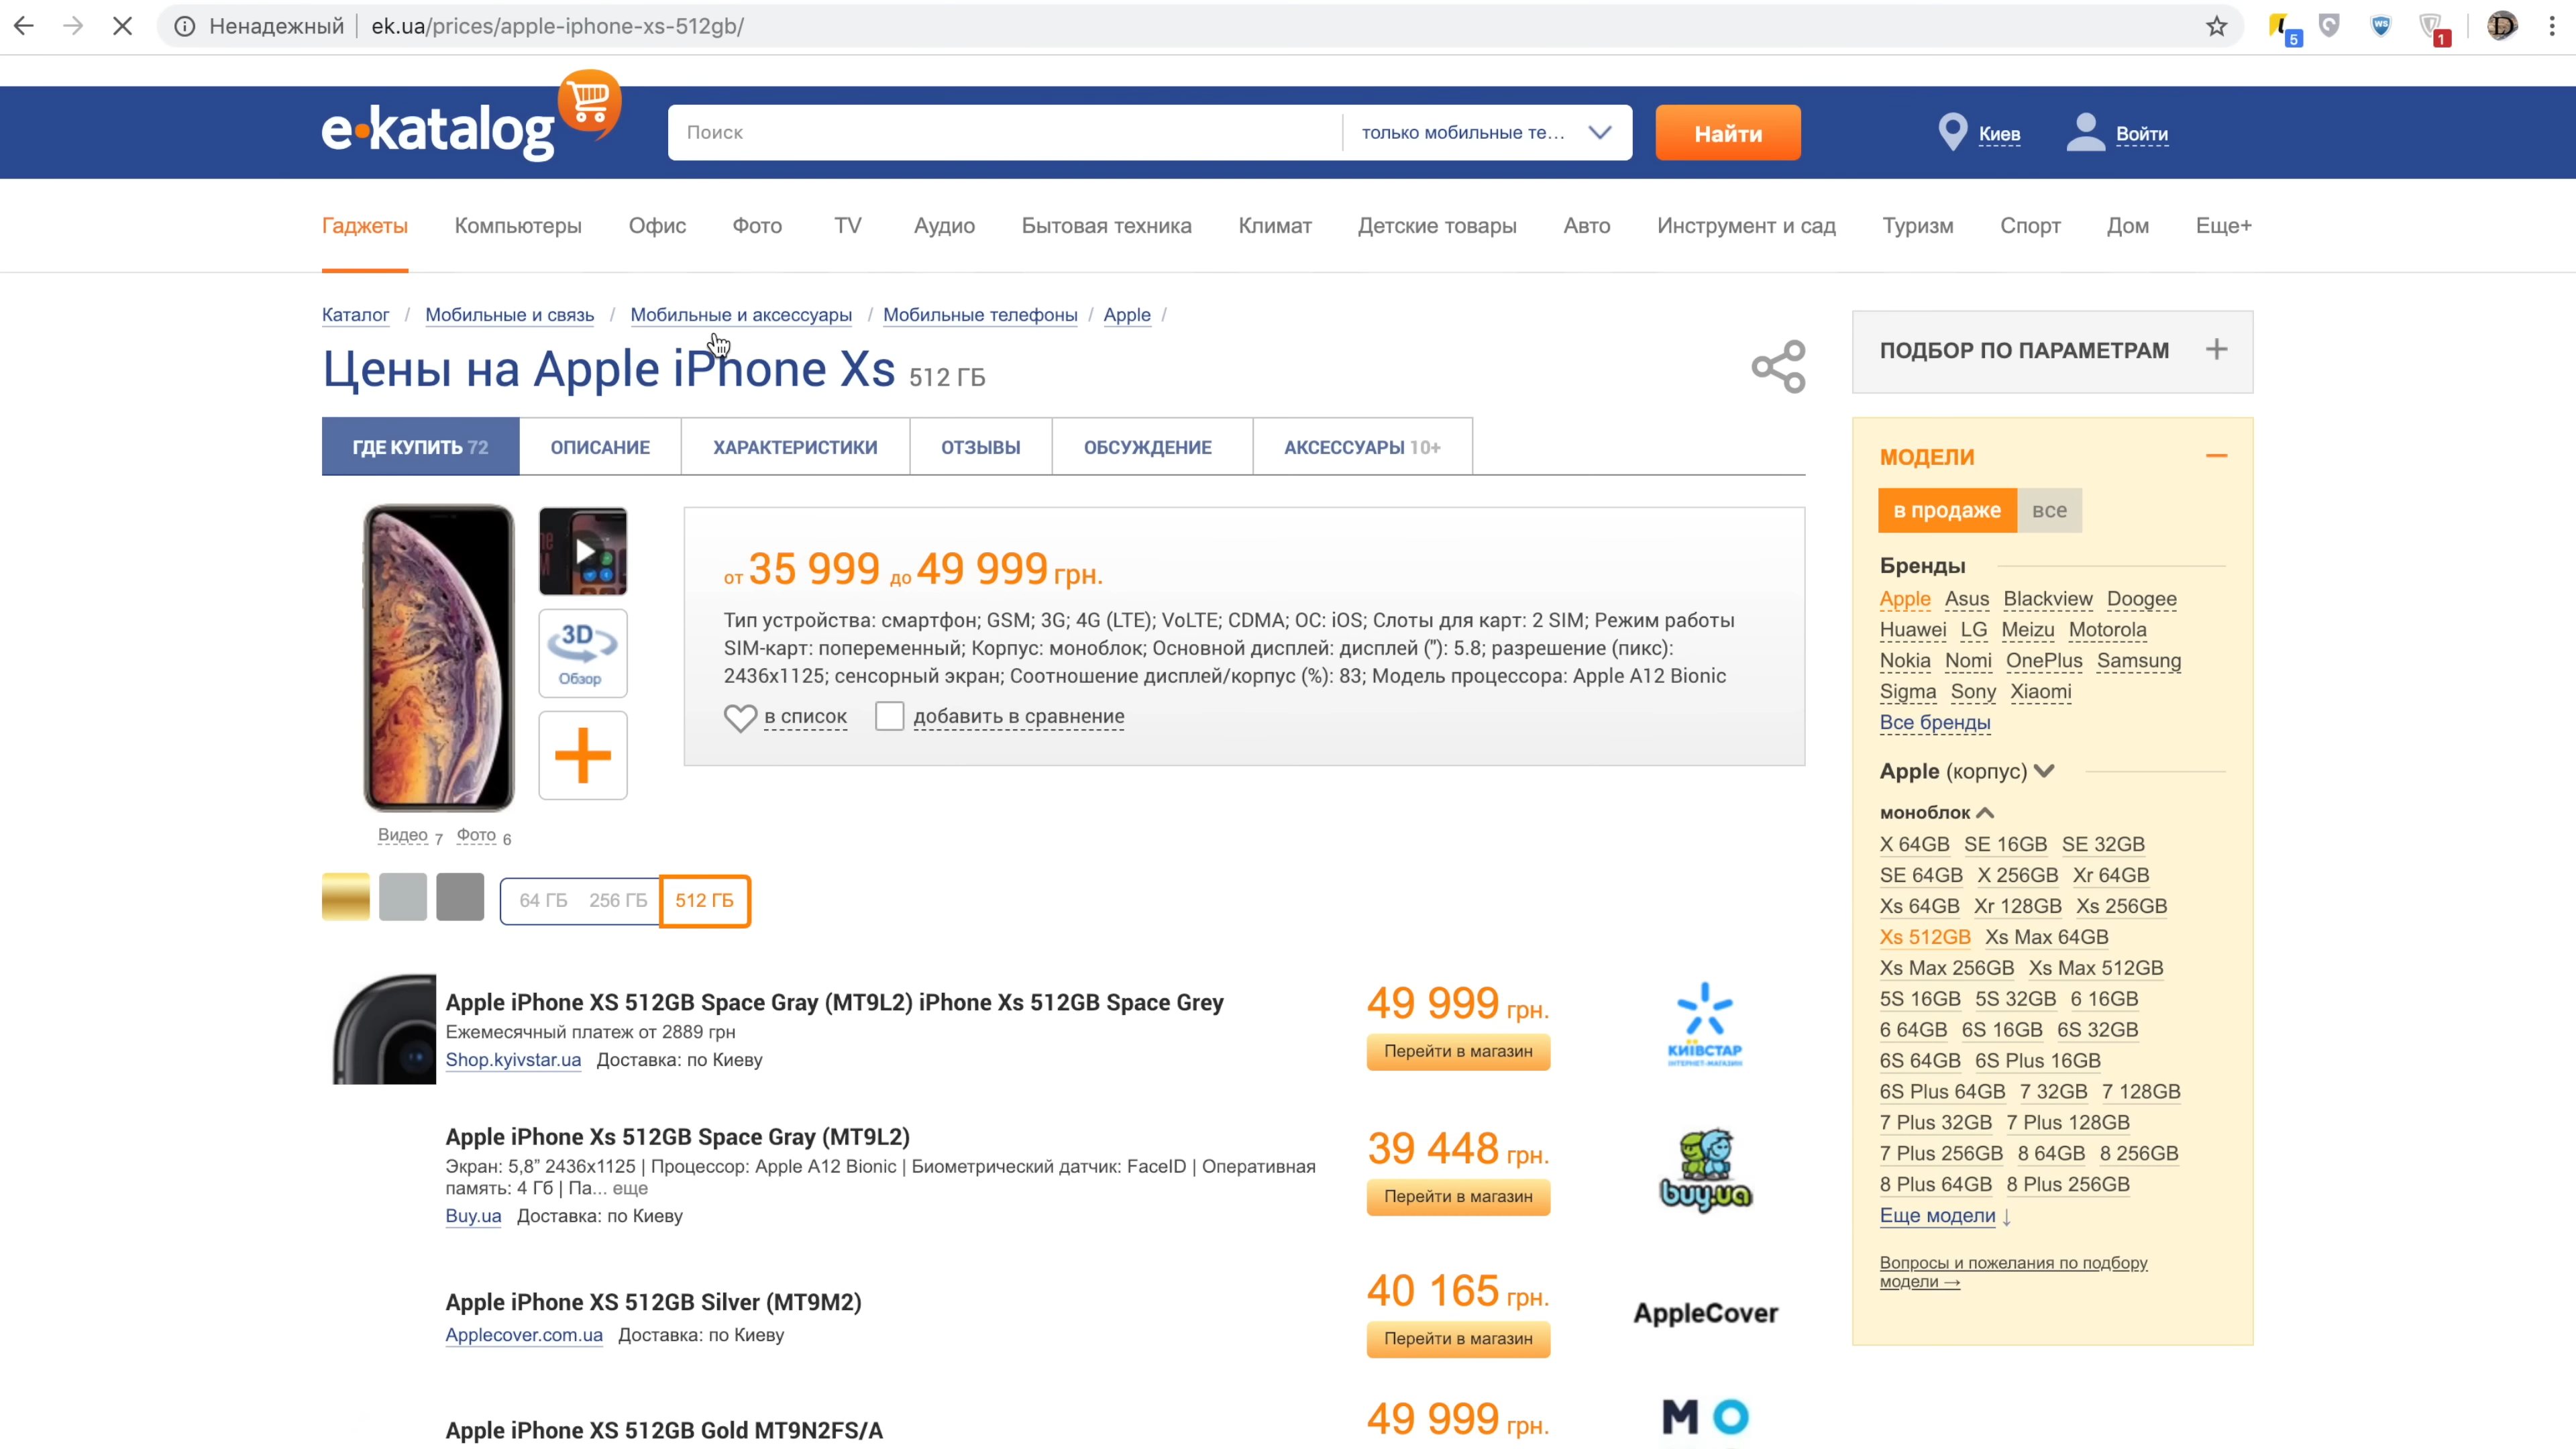 Ненадежный ek.ua/prices/apple-iphone-xs-512gb/
5
WS
1
D
e•katalog
Поиск
только мобильные те...
Найти
Киев
Войти
Гаджеты Компьютеры Офис Фото TV Аудио Бытовая техника Климат Детские товары Авто Инструмент и сад Туризм Спорт Дом Еще+
Каталог / Мобильные и связь / Мобильные и аксессуары / Мобильные телефоны / Apple /
Цены на Apple iPhone Xs 512 ГБ
ГДЕ КУПИТЬ 72 ОПИСАНИЕ ХАРАКТЕРИСТИКИ ОТЗЫВЫ ОБСУЖДЕНИЕ АКСЕССУАРЫ 10+
3D
Обзор
Видео 7 Фото 6
от 35 999 до 49 999 грн.
Тип устройства: смартфон; GSM; 3G; 4G (LTE); VoLTE; CDMA; ОС: iOS; Слоты для карт: 2 SIM; Режим работы
SIM-карт: попеременный; Корпус: моноблок; Основной дисплей: дисплей ("): 5.8; разрешение (пикс):
2436x1125; сенсорный экран; Соотношение дисплей/корпус (%): 83; Модель процессора: Apple A12 Bionic
в список добавить в сравнение
64 ГБ 256 ГБ 512 ГБ
Apple iPhone XS 512GB Space Gray (MT9L2) iPhone Xs 512GB Space Grey
Ежемесячный платеж от 2889 грн
Shop.kyivstar.ua Доставка: по Киеву
49 999 грн.
Перейти в магазин
КИЇВСТАР
ІНТЕРНЕТ-МАГАЗИН
Apple iPhone Xs 512GB Space Gray (MT9L2)
Экран: 5,8” 2436x1125 | Процессор: Apple A12 Bionic | Биометрический датчик: FaceID | Оперативная
память: 4 Гб | Па... еще
Buy.ua Доставка: по Киеву
39 448 грн.
Перейти в магазин
buy.ua
Apple iPhone XS 512GB Silver (MT9M2)
Applecover.com.ua Доставка: по Киеву
40 165 грн.
Перейти в магазин
AppleCover
Apple iPhone XS 512GB Gold MT9N2FS/A
49 999 грн.
MO
ПОДБОР ПО ПАРАМЕТРАМ +
МОДЕЛИ
в продаже все
Бренды
Apple Asus Blackview Doogee
Huawei LG Meizu Motorola
Nokia Nomi OnePlus Samsung
Sigma Sony Xiaomi
Все бренды
Apple (корпус)
моноблок
X 64GB SE 16GB SE 32GB
SE 64GB X 256GB Xr 64GB
Xs 64GB Xr 128GB Xs 256GB
Xs 512GB Xs Max 64GB
Xs Max 256GB Xs Max 512GB
5S 16GB 5S 32GB 6 16GB
6 64GB 6S 16GB 6S 32GB
6S 64GB 6S Plus 16GB
6S Plus 64GB 7 32GB 7 128GB
7 Plus 32GB 7 Plus 128GB
7 Plus 256GB 8 64GB 8 256GB
8 Plus 64GB 8 Plus 256GB
Еще модели ↓
Вопросы и пожелания по подбору
модели →